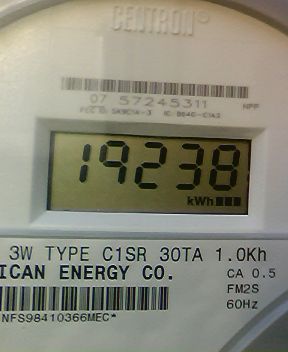 CENTRON®
07 57245311 NPP
19238
kWh
3W TYPE C1SR 30TA 1.0Kh
ICAN ENERGY CO. CA 0.5
FM2S
60Hz
NFS98410366MEC*